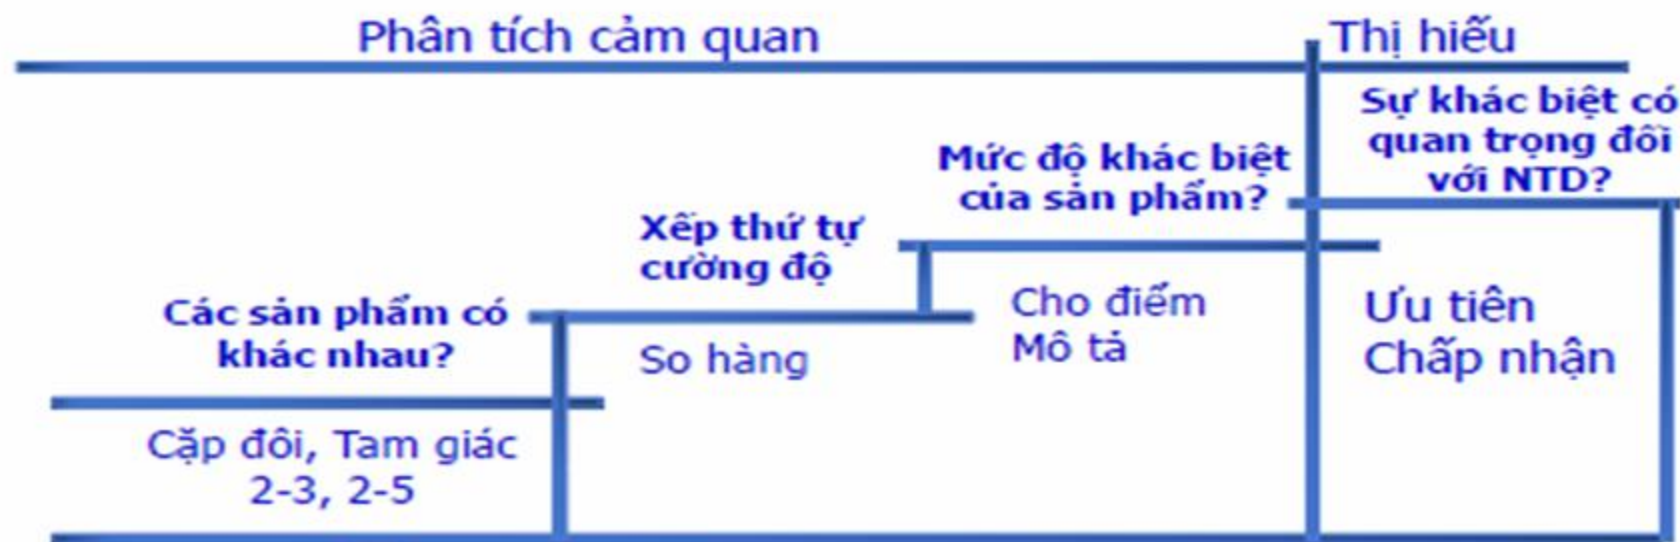 Phân tích cảm quan
Thị hiếu
Các sản phẩm có
khác nhau?
Cặp đôi, Tam giác
2-3, 2-5
Xếp thứ tự
cường độ
So hàng
Mức độ khác biệt
của sản phẩm?
Cho điểm
Mô tả
Sự khác biệt có
quan trọng đối
với NTD?
Ưu tiên
Chấp nhận